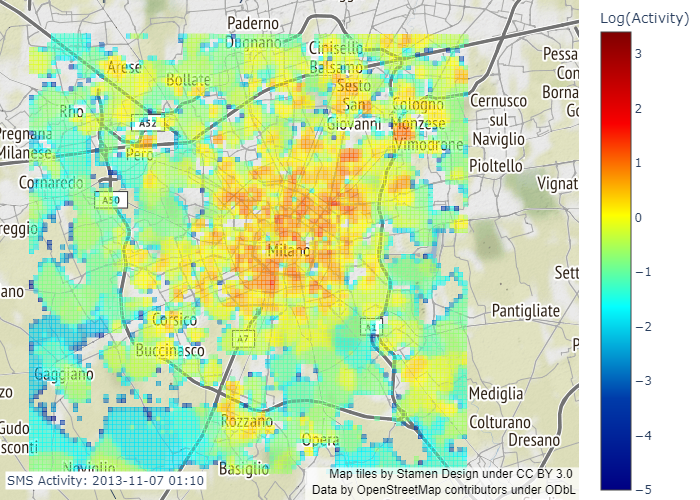 Log(Activity)
3
2
1
0
−1
−2
−3
−4
−5
Paderno
Dugnano
Cinisello
Balsamo
Arese
Bollate
Sesto
San
Giovanni
Cologno
Monzese
Vimodrone
Cernusco
sul
Naviglio
Pioltello
Pessa
Con
Borna
Go
Rho
A52
Pregnana
Milanese
Pero
Cornaredo
A50
Vignat
reggio
Milano
Sett
ano
Pantigliate
Corsico
A7
A1
Buccinasco
P
Gaggiano
zo
Mediglia
Rozzano
Colturano
Gudo
Opera
Dresano
sconti
Noviglio
Basiglio
SMS Activity: 2013-11-07 01:10
Map tiles by Stamen Design under CC BY 3.0
Data by OpenStreetMap contributors under ODbL